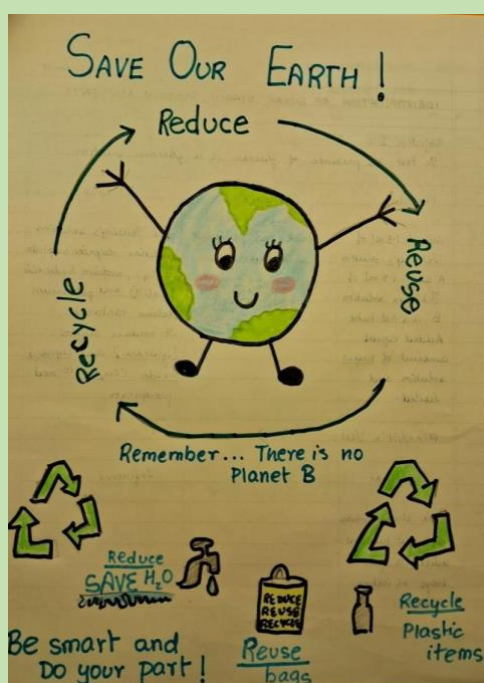 SAVE OUR EARTH!
Reduce
Reuse
Recycle
Remember... There is no
Planet B
Reduce
SAVE H₂O
REDUCE
REUSE
RECYCLE
Recycle
Plastic
items
Be smart and
Do your part!
Reuse
bags